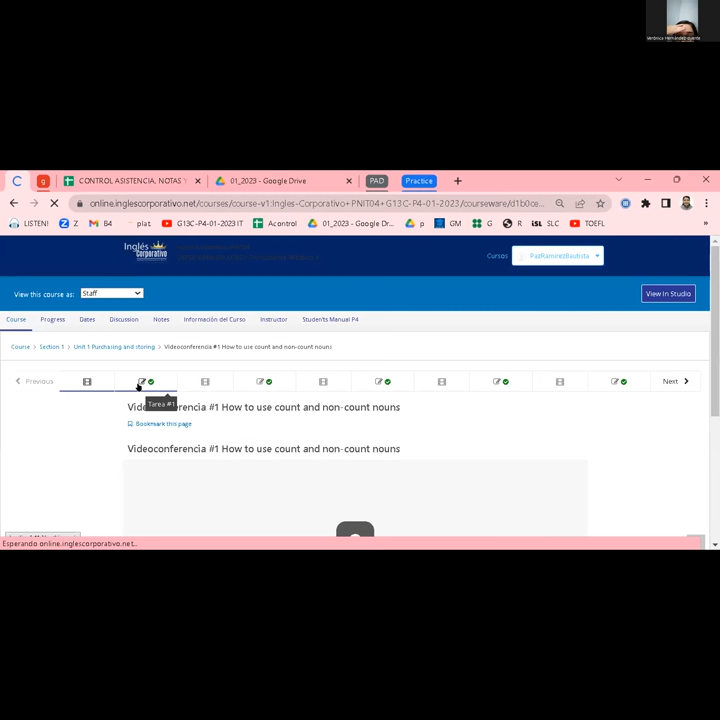 Verónica Hernández oyente
CONTROL ASISTENCIA, NOTAS Y
01_2023 - Google Drive
PAD
Practice
online.inglescorporativo.net/courses/course-v1:Ingles-Corporativo+PNIT04+G13C-P4-01-2023/courseware/d1b0ce...
LISTEN!
Z
B4
plat
G13C-P4-01-2023 IT
Acontrol
01_2023 - Google Dr...
p
GM
G
R
SLC
TOEFL
»
Inglés
Corporativo
Cursos
PazRamirezBautista
View this course as:
Staff
View in Studio
Course
Progress
Dates
Discussion
Notes
Información del Curso
Instructor
Students Manual P4
Course > Section 1 > Unit 1 Purchasing and storing > Videoconferencia #1 How to use count and non-count nouns
Previous
Next
Tarea #1
Videoconferencia #1 How to use count and non-count nouns
Bookmark this page
Videoconferencia #1 How to use count and non-count nouns
Esperando online.inglescorporativo.net...